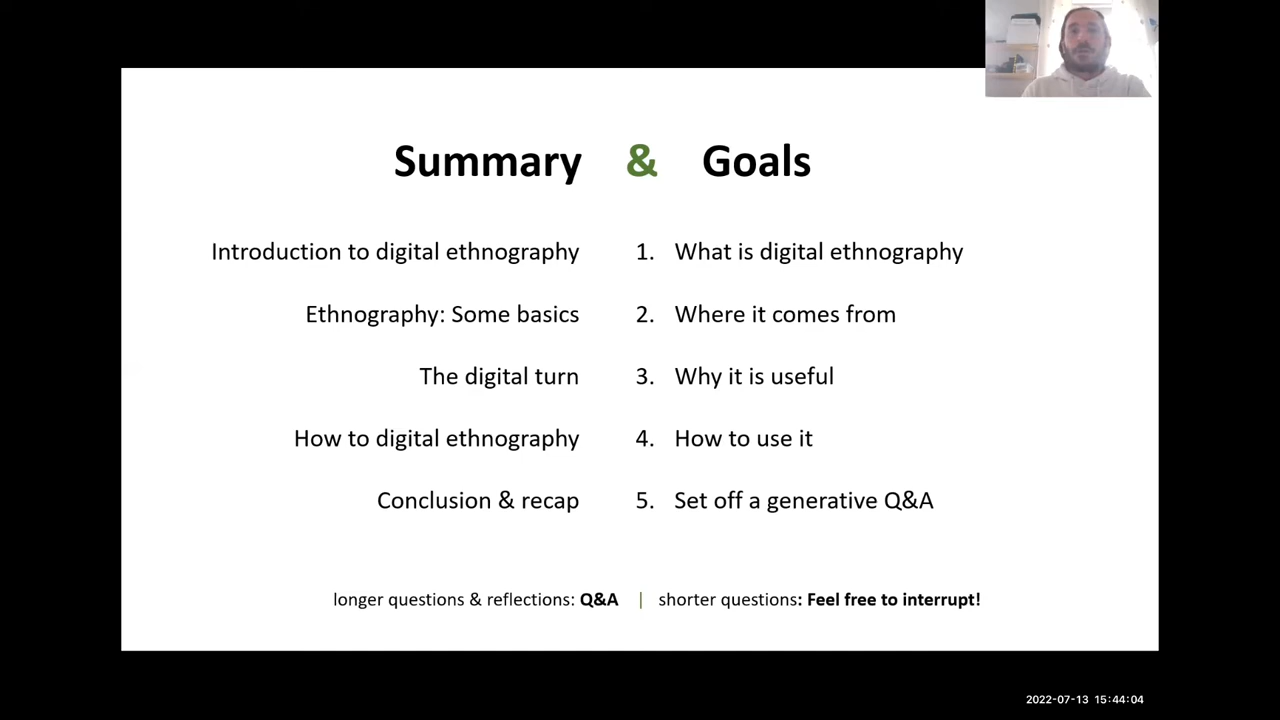 Summary & Goals
Introduction to digital ethnography 1. What is digital ethnography
Ethnography: Some basics 2. Where it comes from
The digital turn 3. Why it is useful
How to digital ethnography 4. How to use it
Conclusion & recap 5. Set off a generative Q&A
longer questions & reflections: Q&A | shorter questions: Feel free to interrupt!
2022-07-13 15:44:04